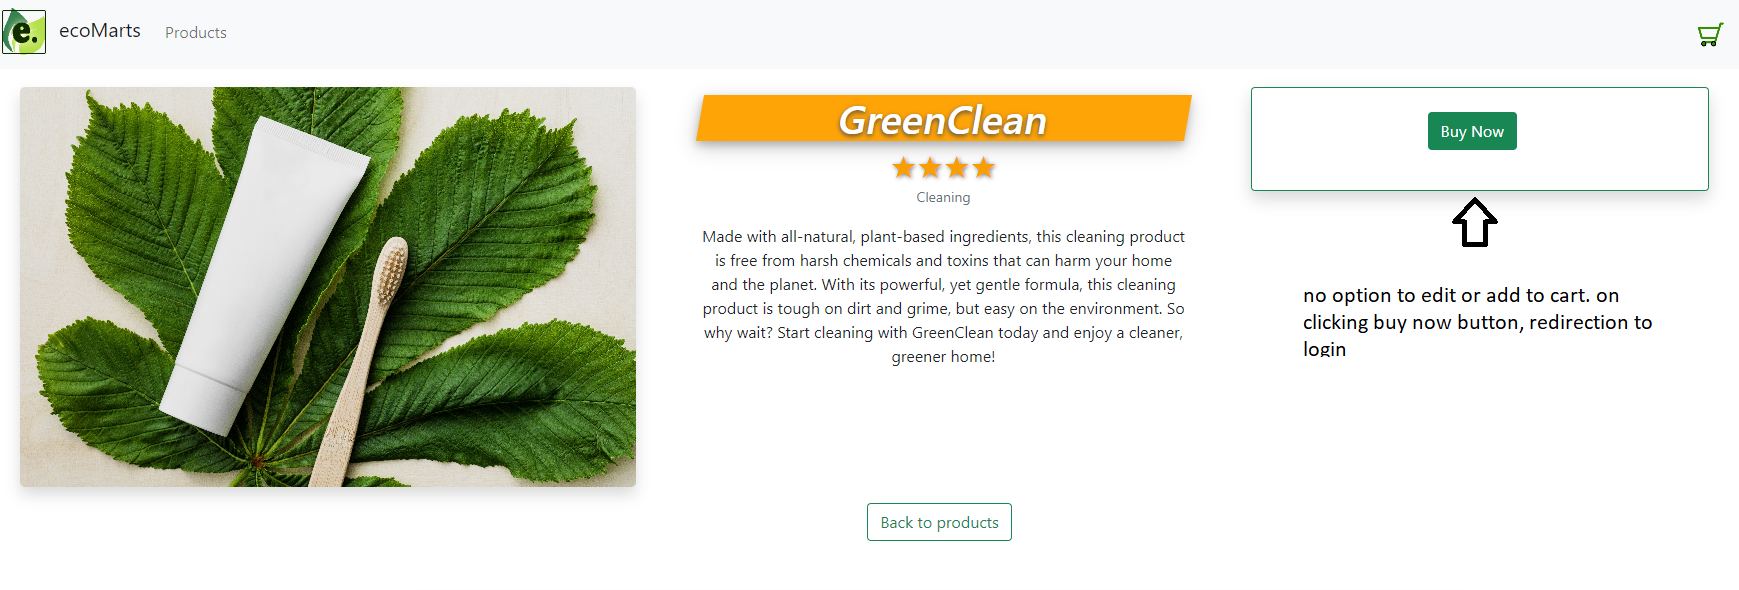 e.
ecoMarts
Products
GreenClean
Cleaning
Made with all-natural, plant-based ingredients, this cleaning product
is free from harsh chemicals and toxins that can harm your home
and the planet. With its powerful, yet gentle formula, this cleaning
product is tough on dirt and grime, but easy on the environment. So
why wait? Start cleaning with GreenClean today and enjoy a cleaner,
greener home!
Buy Now
no option to edit or add to cart. on
clicking buy now button, redirection to
login
Back to products